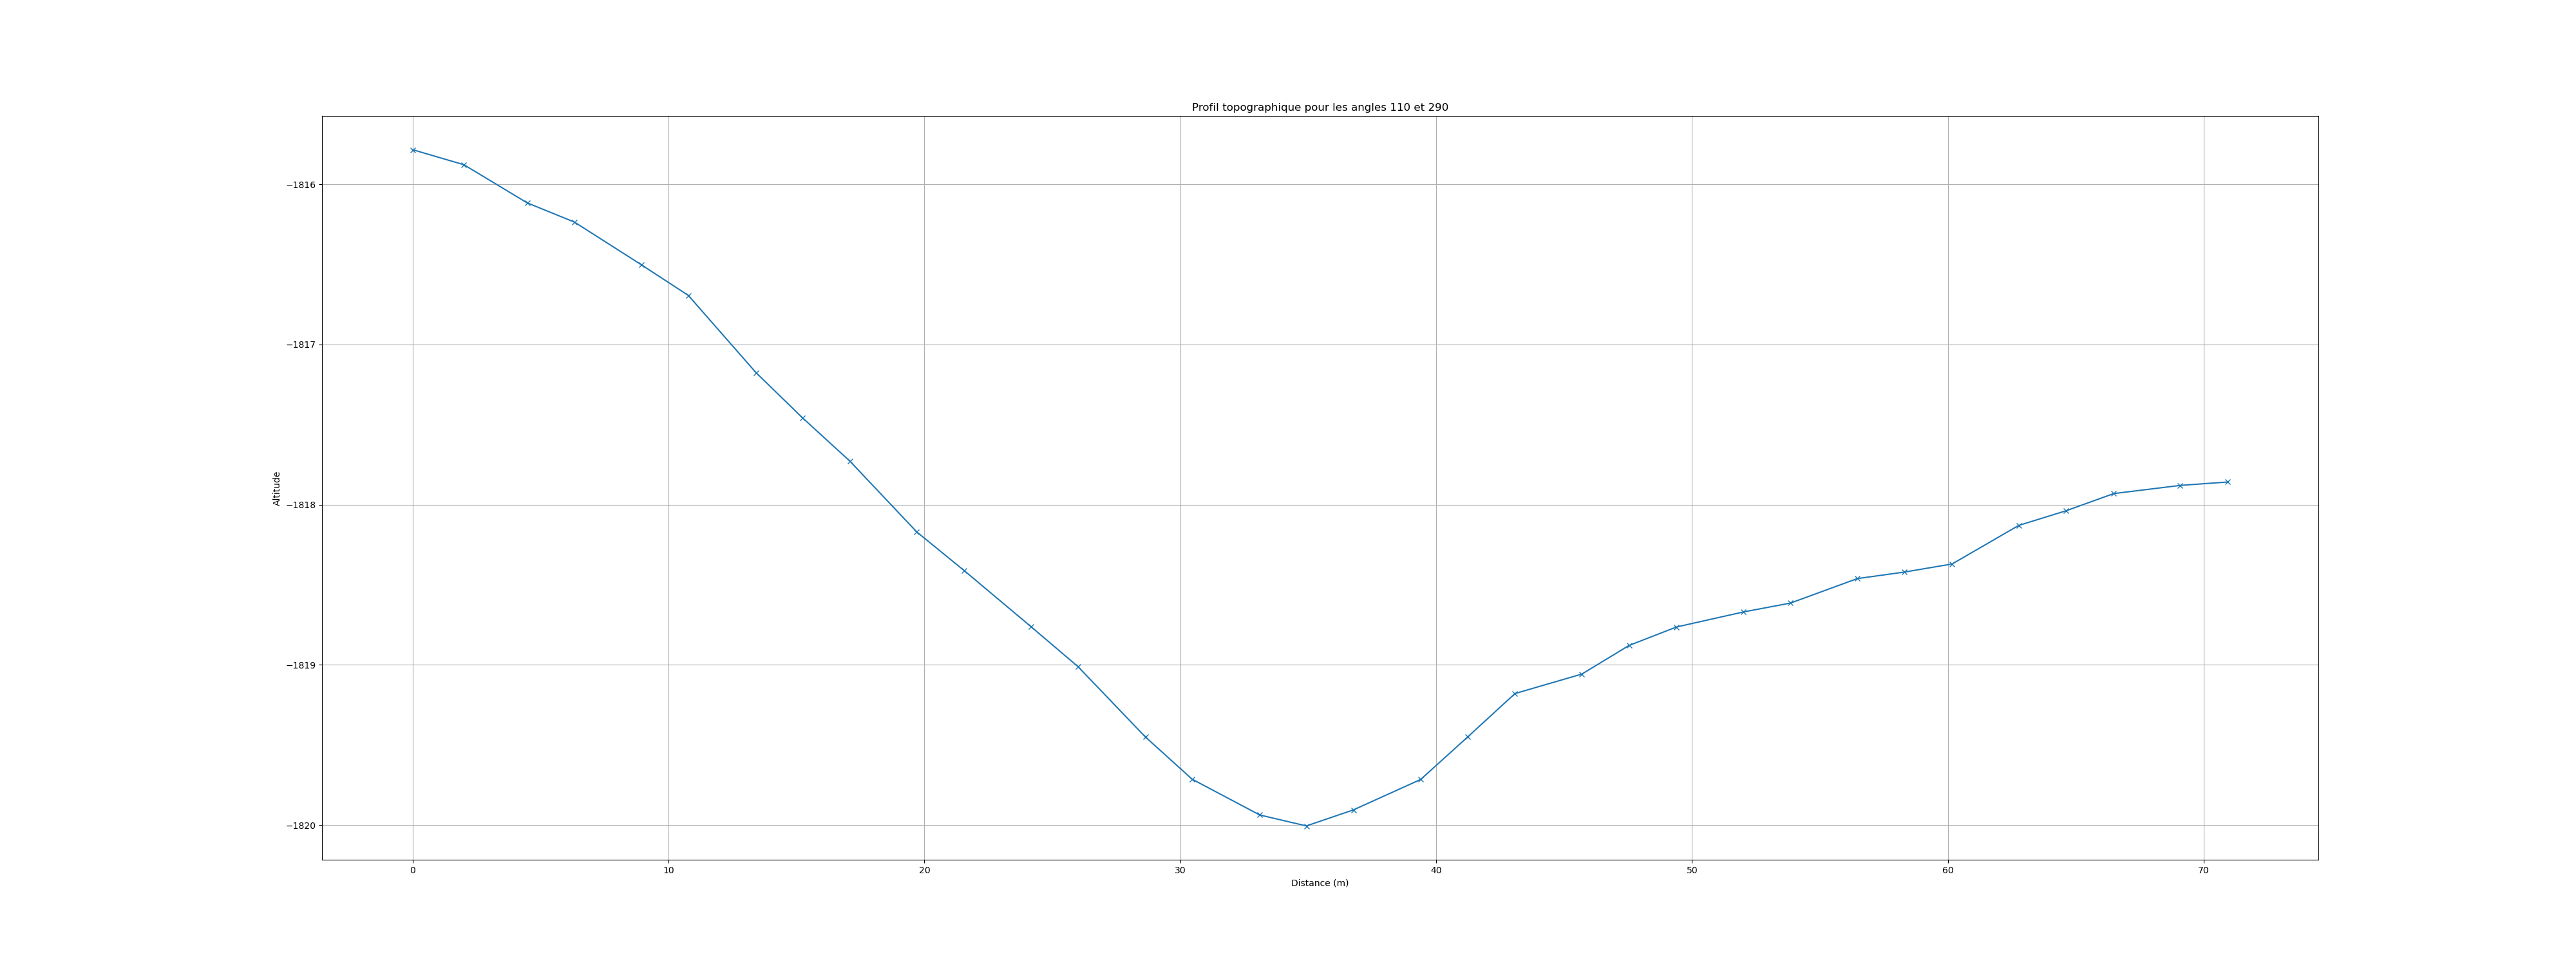 Profil topographique pour les angles 110 et 290
−1816
−1817
−1818
Altitude
−1819
−1820
0 10 20 30 40 50 60 70
Distance (m)